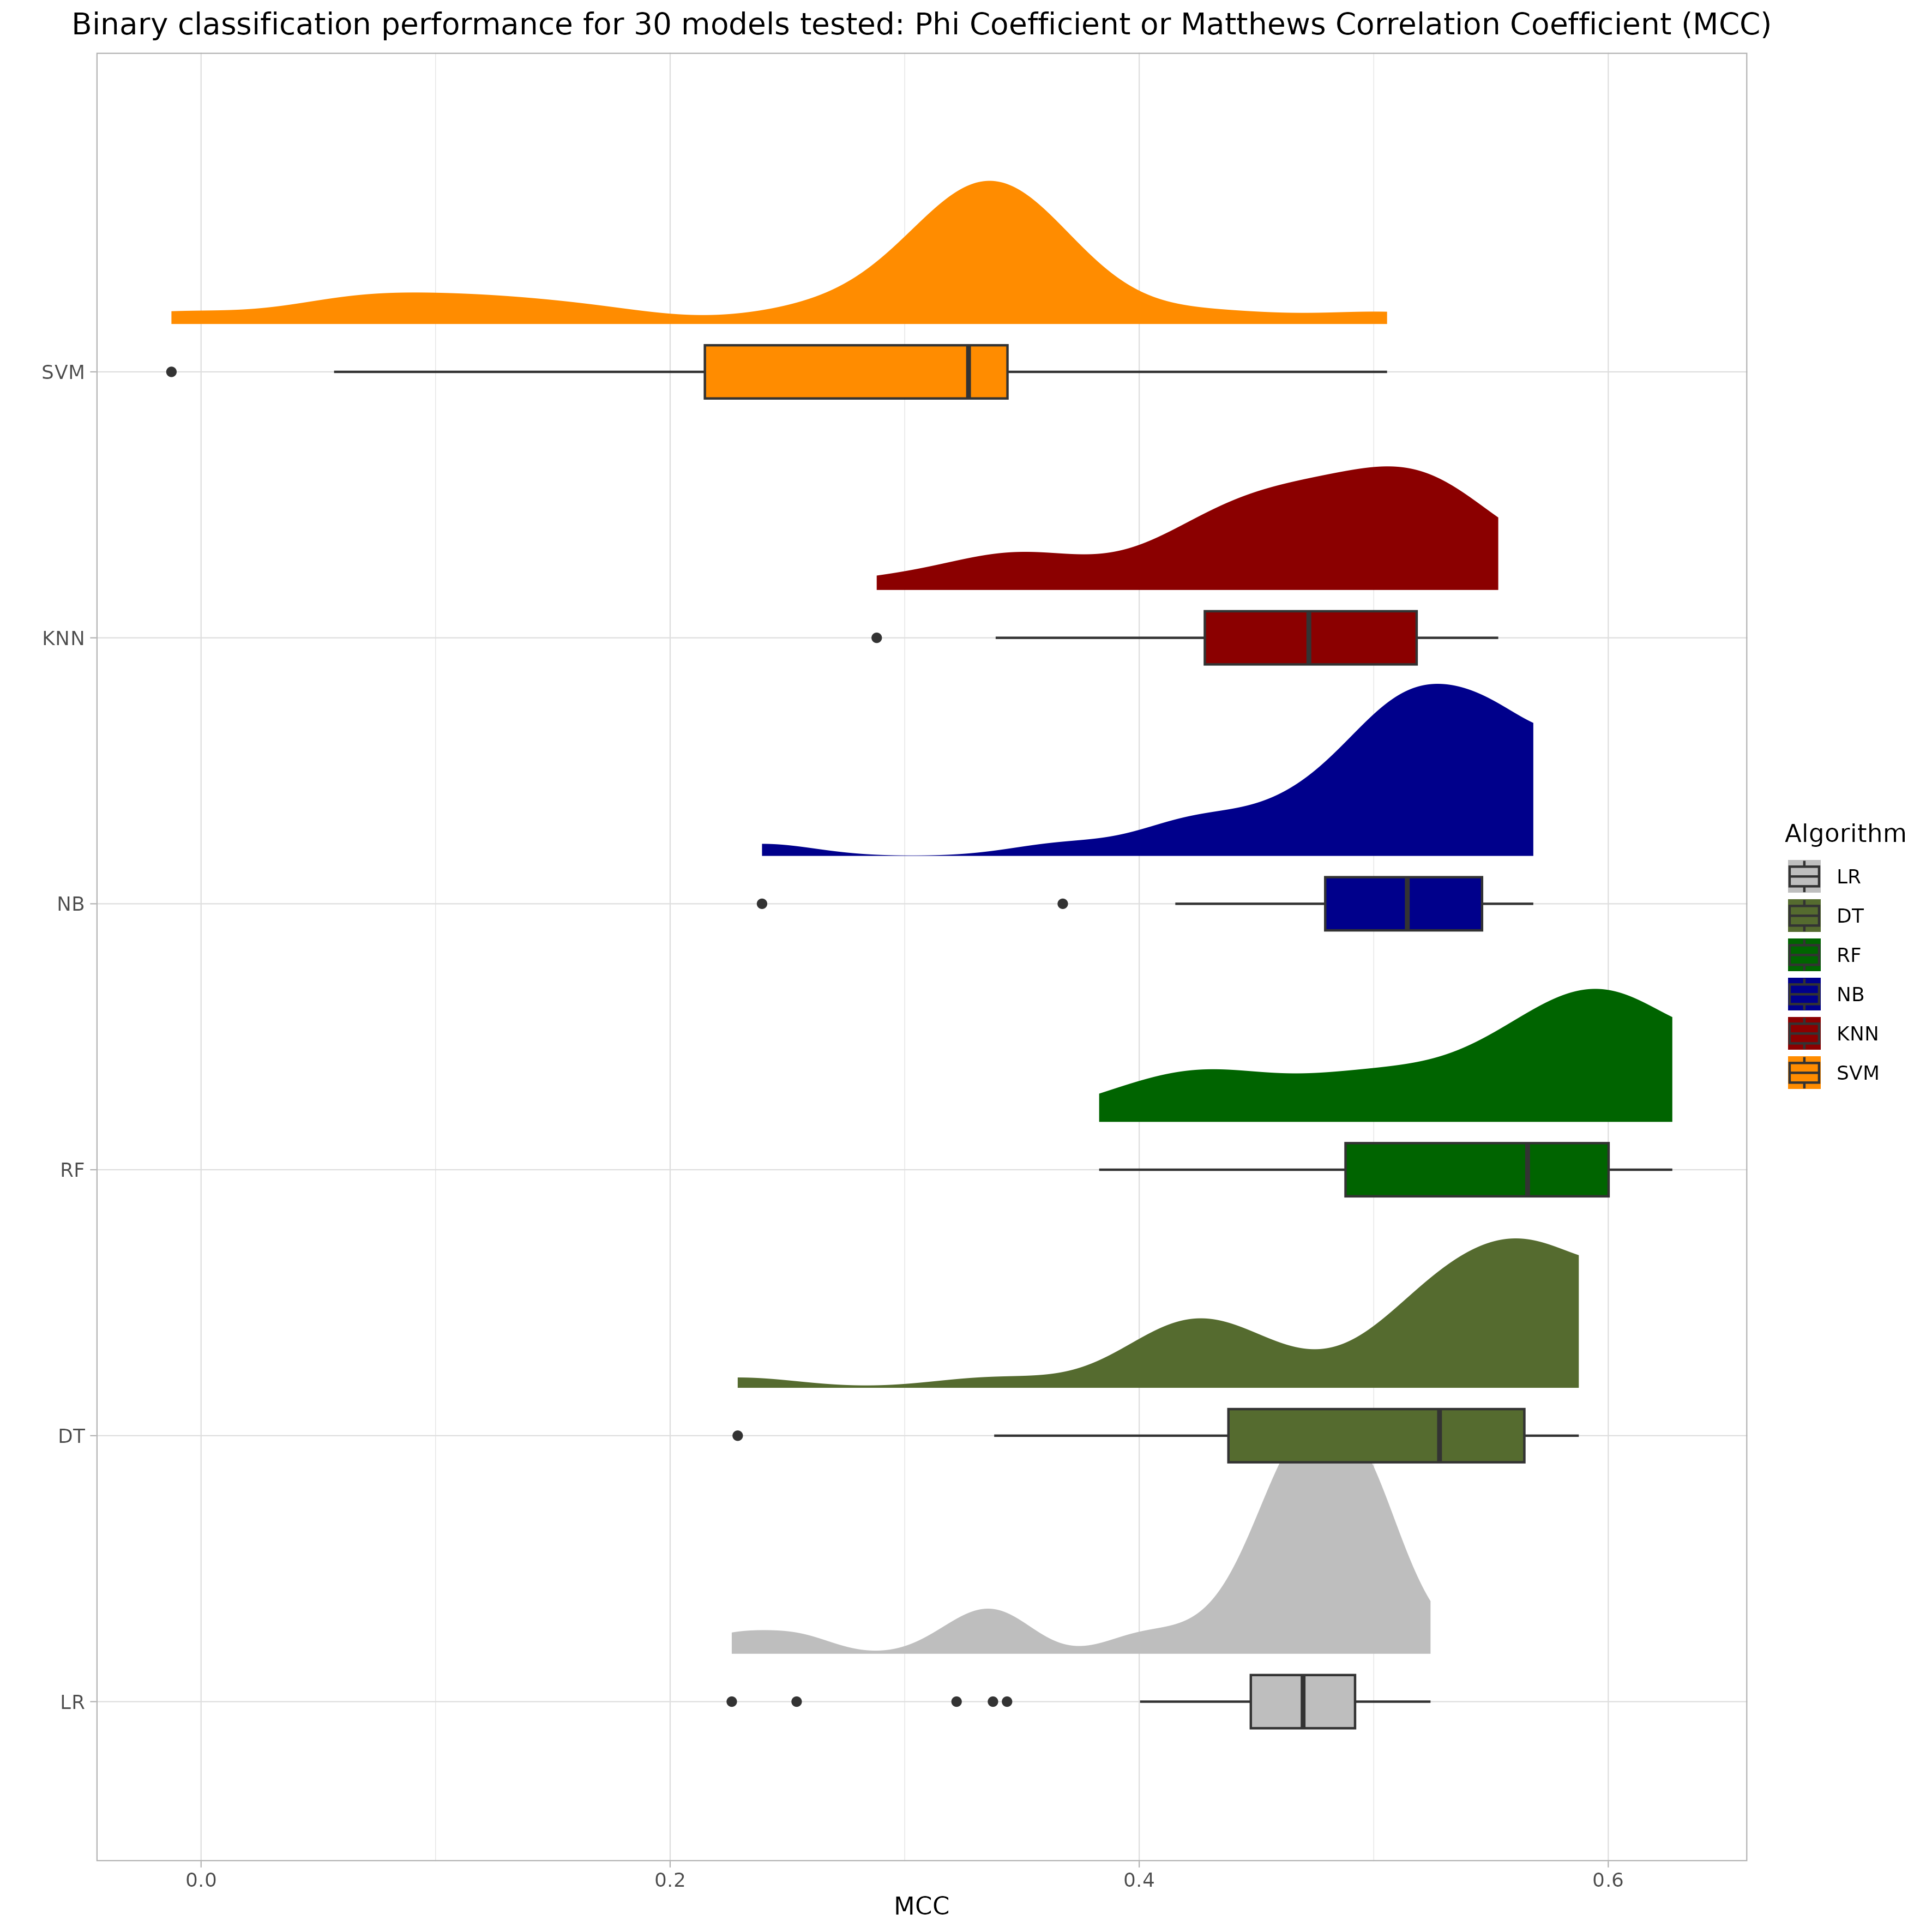 Binary classification performance for 30 models tested: Phi Coefficient or Matthews Correlation Coefficient (MCC)
SVM
KNN
NB
RF
DT
LR
0.0 0.2 0.4 0.6
MCC
Algorithm
LR
DT
RF
NB
KNN
SVM